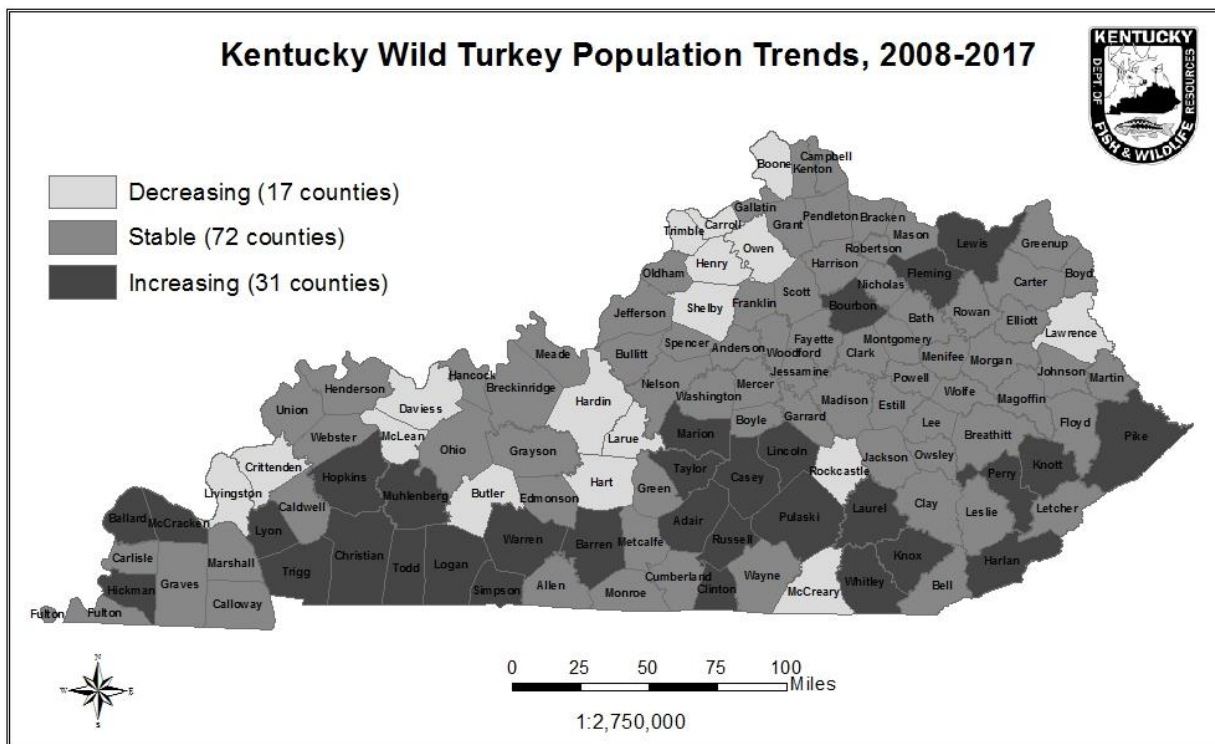 Kentucky Wild Turkey Population Trends, 2008-2017
KENTUCKY
DEPT. OF
RESOURCES
FISH & WILDLIFE
Decreasing (17 counties)
Stable (72 counties)
Increasing (31 counties)
Boone
Campbell
Kenton
Gallatin
Carroll
Trimble
Grant
Pendleton
Bracken
Mason
Lewis
Greenup
Owen
Robertson
Henry
Harrison
Fleming
Boyd
Oldham
Carter
Nicholas
Scott
Shelby
Franklin
Bourbon
Rowan
Jefferson
Bath
Elliott
Lawrence
Spencer
Anderson
Fayette
Woodford
Montgomery
Meade
Bullitt
Clark
Menifee
Morgan
Jessamine
Johnson
Hancock
Breckinridge
Nelson
Mercer
Powell
Martin
Henderson
Washington
Wolfe
Magoffin
Union
Daviess
Hardin
Madison
Estill
Boyle
Garrard
Lee
Floyd
Webster
McLean
Larue
Marion
Breathitt
Pike
Ohio
Grayson
Lincoln
Jackson
Owsley
Crittenden
Taylor
Rockcastle
Perry
Knott
Hopkins
Hart
Casey
Livingston
Muhlenberg
Butler
Edmonson
Green
Clay
Leslie
Letcher
Caldwell
Laurel
Ballard
McCracken
Lyon
Adair
Pulaski
Warren
Barren
Metcalfe
Russell
Carlisle
Marshall
Christian
Knox
Harlan
Trigg
Todd
Logan
Cumberland
Wayne
Whitley
Bell
Hickman
Graves
Simpson
Allen
Monroe
Clinton
McCreary
Calloway
Fulton
Fulton
N
W
E
S
0 25 50 75 100
Miles
1:2,750,000